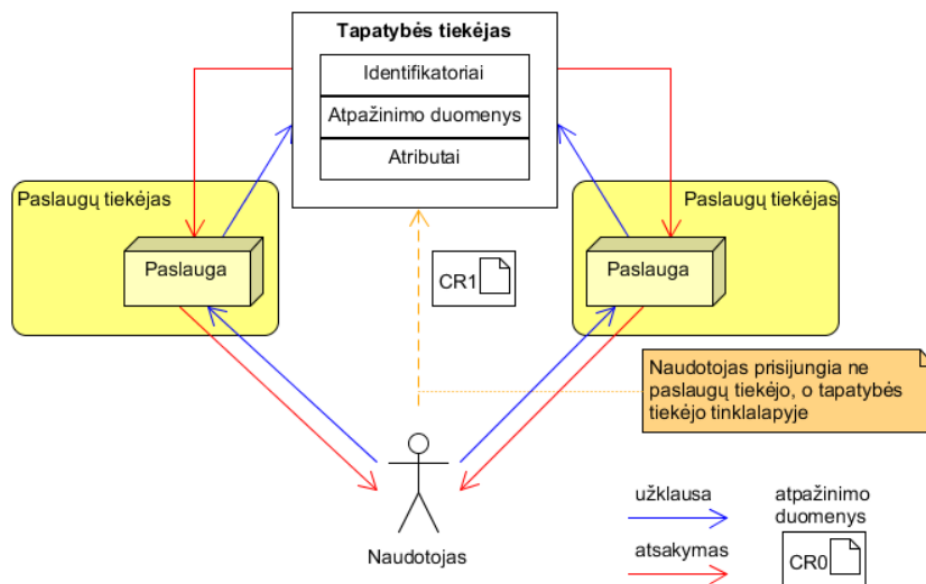 Tapatybės tiekėjas
Identifikatoriai
Atpažinimo duomenys
Atributai
Paslaugų tiekėjas
Paslauga
Paslaugų tiekėjas
Paslauga
CR1
Naudotojas prisijungia ne
paslaugų tiekėjo, o tapatybės
tiekėjo tinklalapyje
Naudotojas
užklausa
atsakymas
atpažinimo
duomenys
CR0